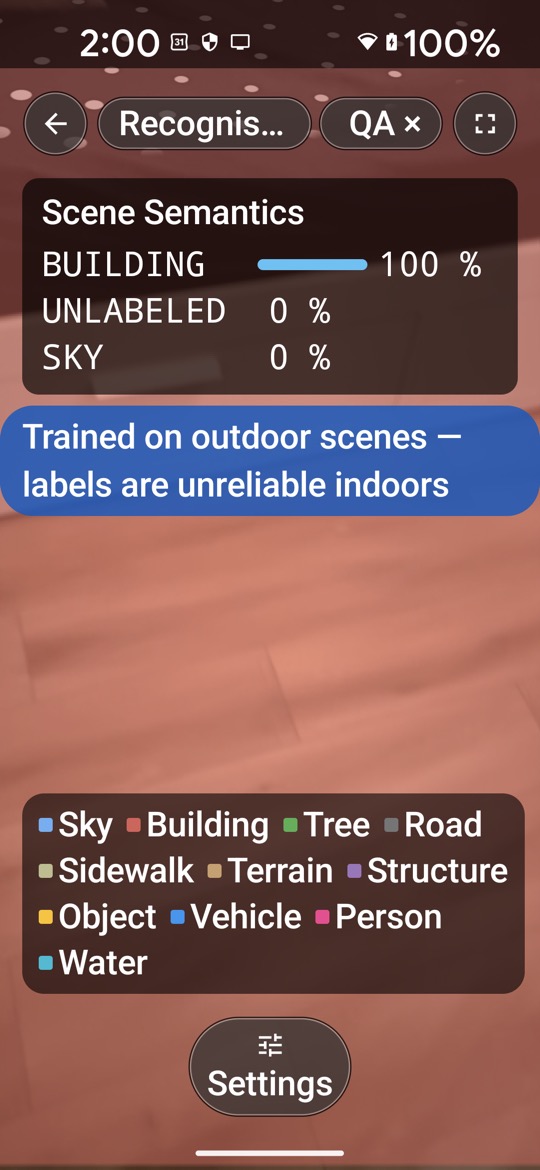 2:00 31 100%
Recognis... QA ×
Scene Semantics
BUILDING 100 %
UNLABELED 0 %
SKY 0 %
Trained on outdoor scenes —
labels are unreliable indoors
Sky Building Tree Road
Sidewalk Terrain Structure
Object Vehicle Person
Water
Settings